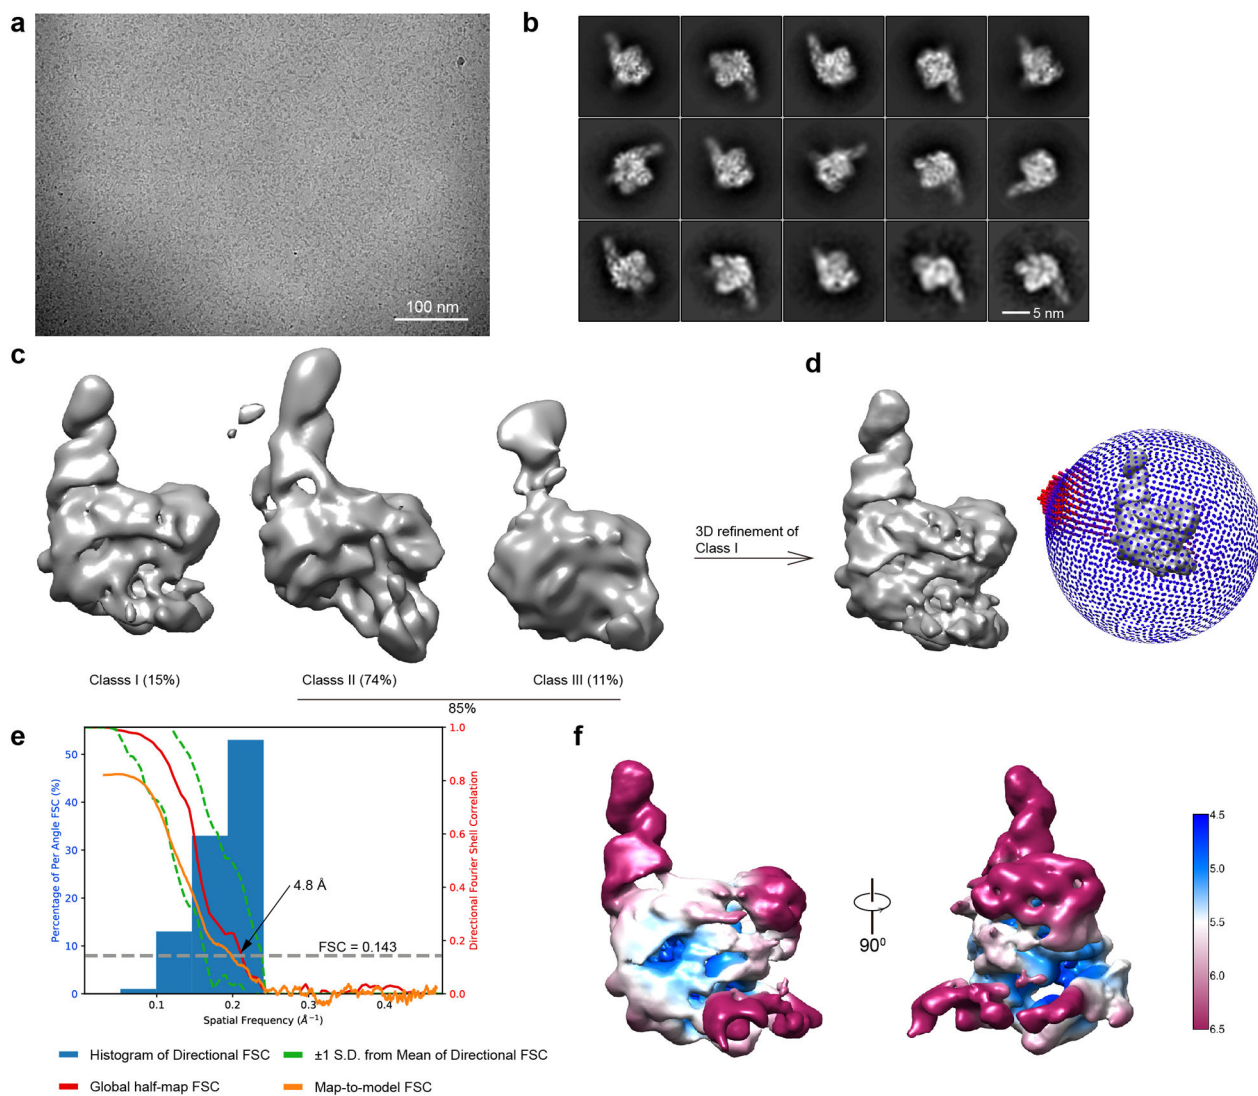 a
b
100 nm
5 nm
c
d
3D refinement of
Class I
Classs I (15%)
Classs II (74%)
Classs III (11%)
85%
e
f
Percentage of Per Angle FSC (%)
50
40
30
20
10
0
1.0
0.8
0.6
0.4
0.2
0.0
Directional Fourier Shell Correlation
4.8 Å
FSC = 0.143
0.1
0.2
0.3
0.4
Spatial Frequency (Å⁻¹)
Histogram of Directional FSC
±1 S.D. from Mean of Directional FSC
Global half-map FSC
Map-to-model FSC
90⁰
4.5
5.0
5.5
6.0
6.5